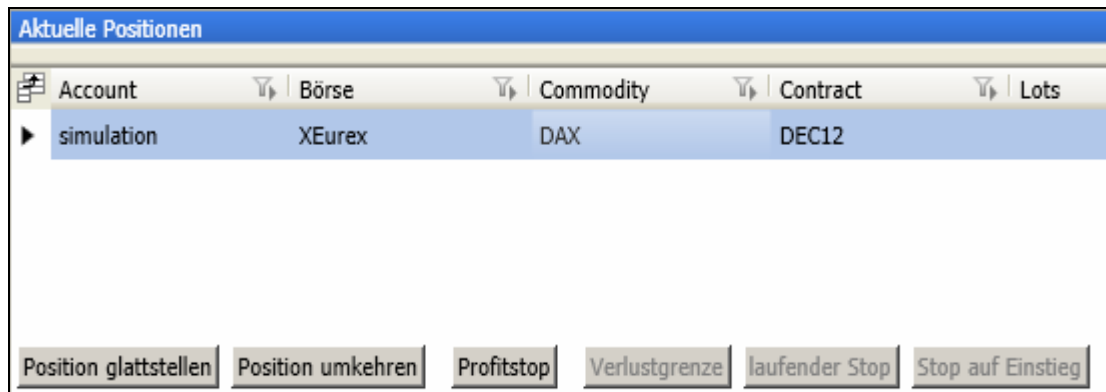 Aktuelle Positionen
Account Börse Commodity Contract Lots
simulation XEurex DAX DEC12
Position glattstellen Position umkehren Profitstop Verlustgrenze laufender Stop Stop auf Einstieg